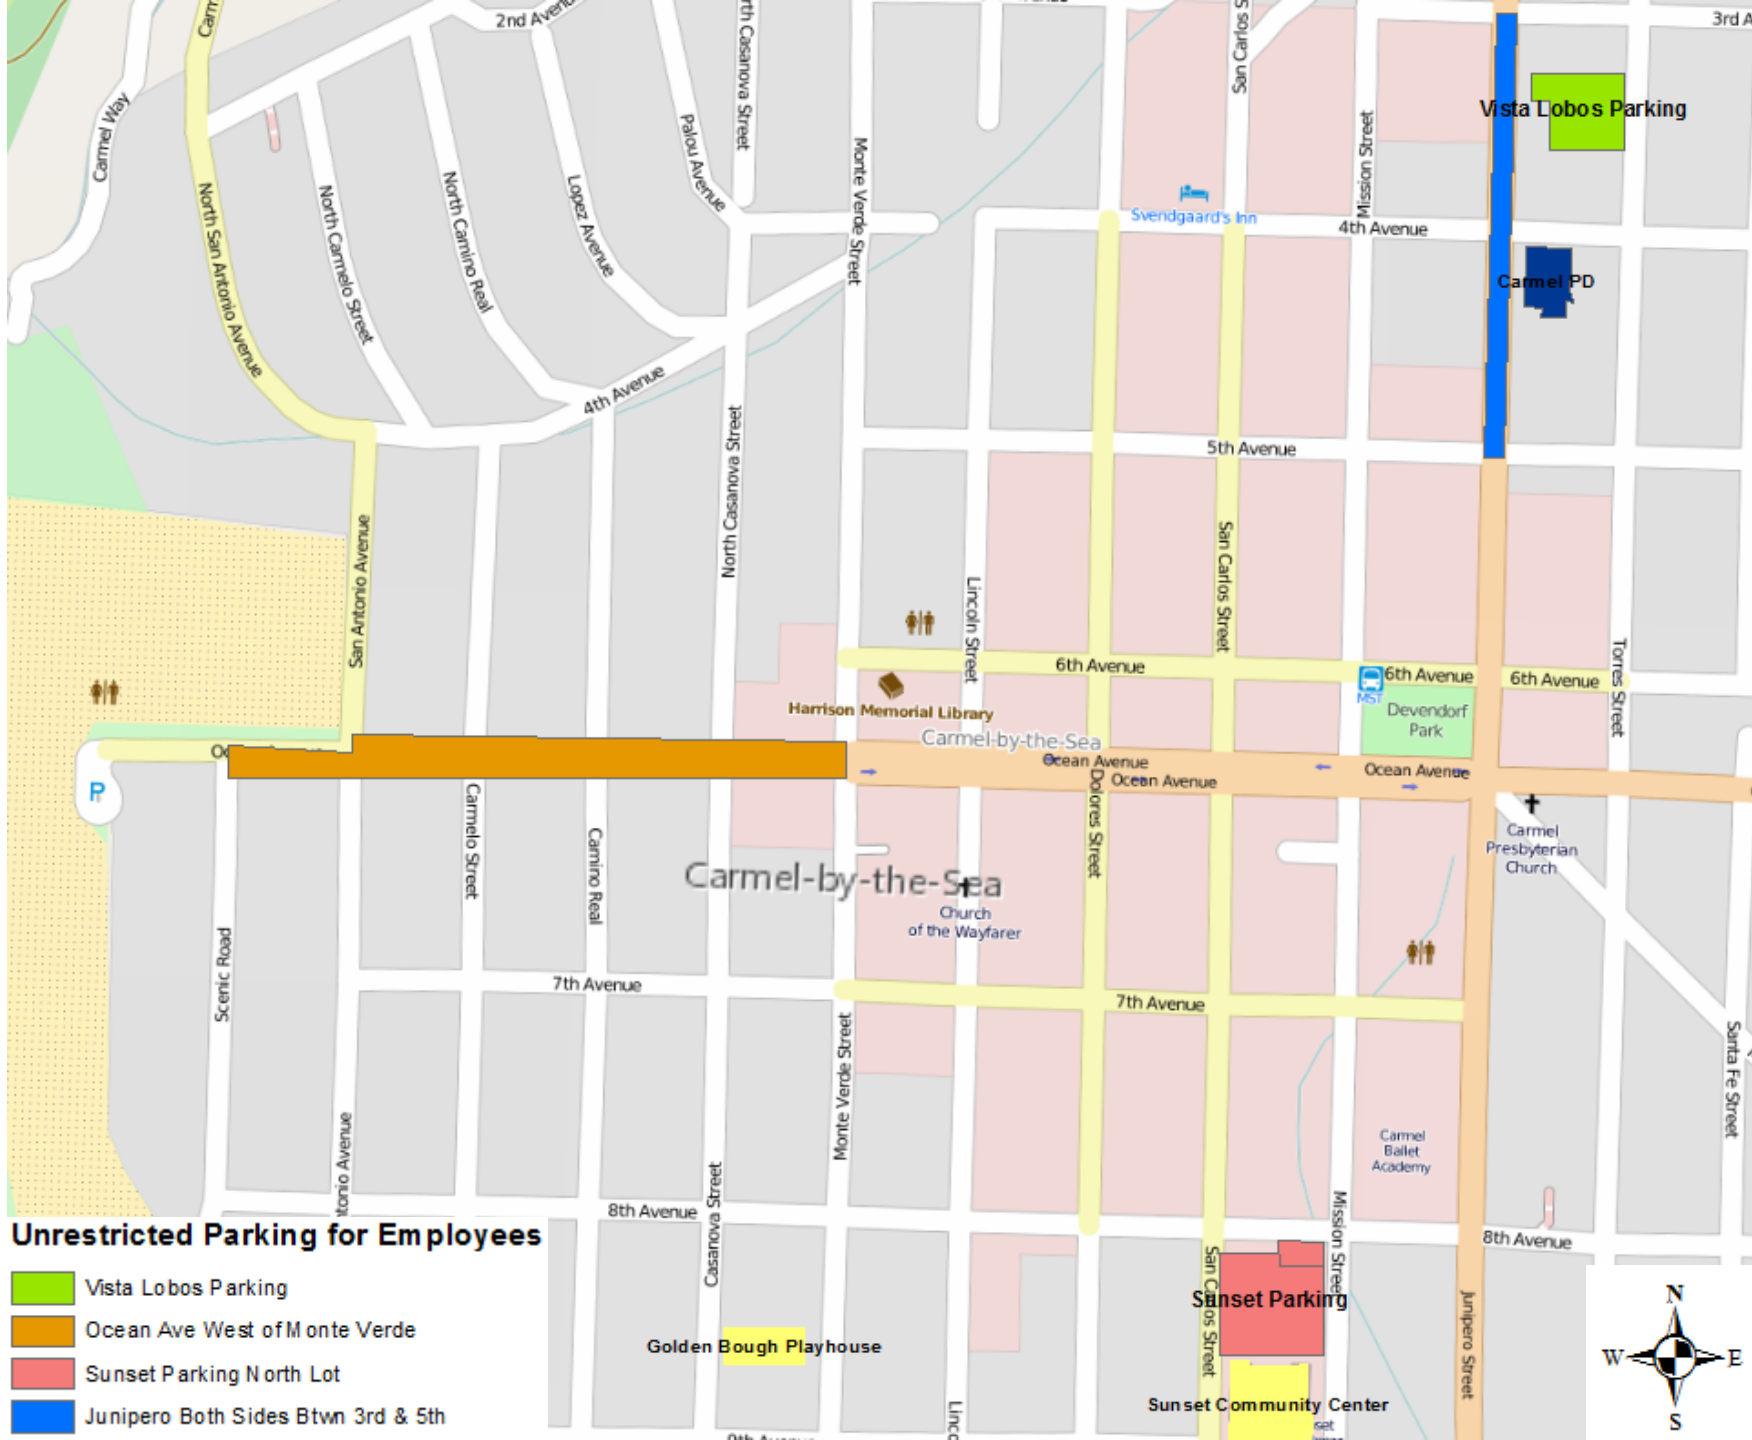 2nd Avenue
3rd A
Carmel Way
North Casanova Street
San Carlos S
Palou Avenue
Monte Verde Street
Mission Street
Vista Lobos Parking
North San Antonio Avenue
North Carmelo Street
North Camino Real
Lopez Avenue
Svendgaard's Inn
4th Avenue
Carmel PD
4th Avenue
5th Avenue
North Casanova Street
San Antonio Avenue
San Carlos Street
Lincoln Street
6th Avenue
6th Avenue
6th Avenue
Torres Street
MST
Devendorf
Park
Harrison Memorial Library
Carmel-by-the-Sea
Ocean Avenue
Ocean Avenue
Ocean Avenue
P
Dolores Street
Carmelo Street
Camino Real
Carmel-by-the-Sea
Church
of the Wayfarer
Carmel
Presbyterian
Church
Scenic Road
7th Avenue
7th Avenue
Monte Verde Street
Santa Fe Street
Carmel
Ballet
Academy
tonio Avenue
8th Avenue
8th Avenue
Casanova Street
Mission Street
San Carlos Street
Junipero Street
Sunset Parking
Golden Bough Playhouse
Sunset Community Center
set
Linco
9th Avenue
Unrestricted Parking for Employees
Vista Lobos Parking
Ocean Ave West of Monte Verde
Sunset Parking North Lot
Junipero Both Sides Btwn 3rd & 5th
N
W
E
S